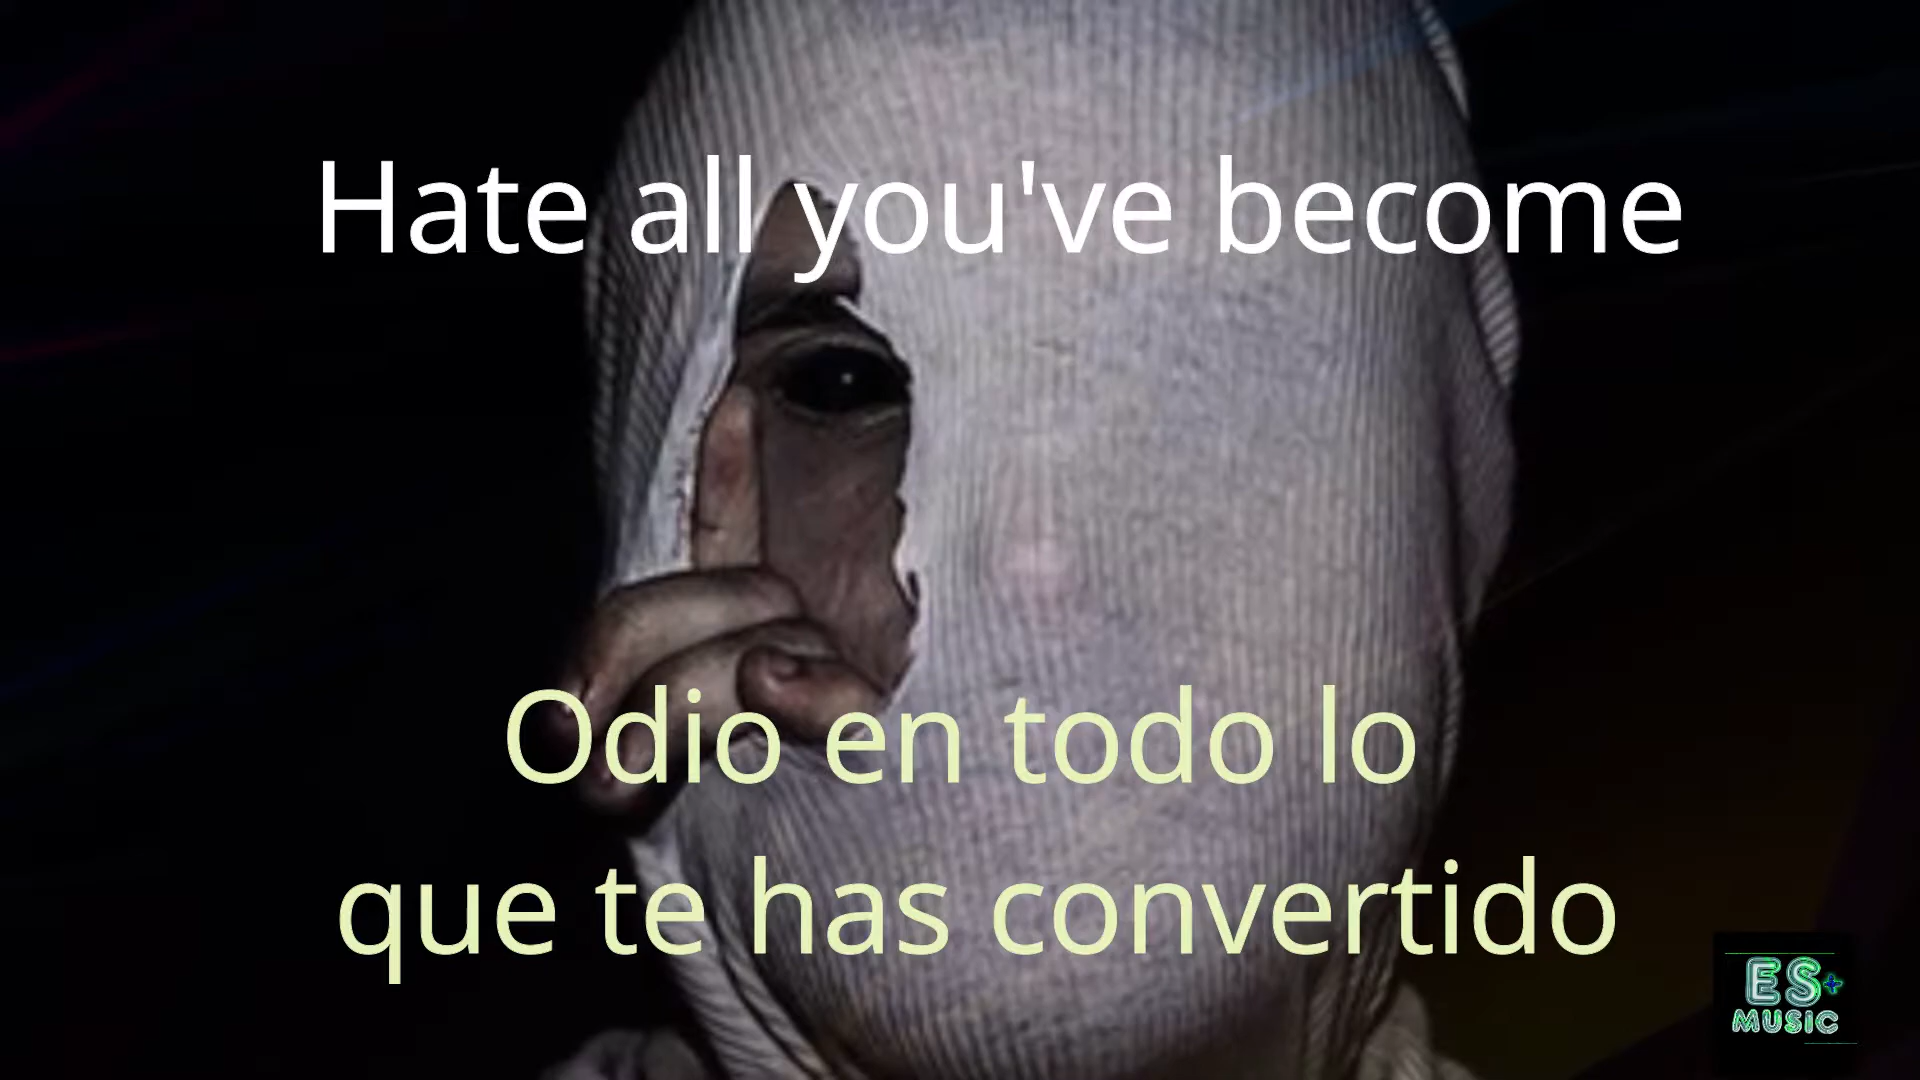 Hate all you've become
Odio en todo lo
que te has convertido
ES+
MUSIC